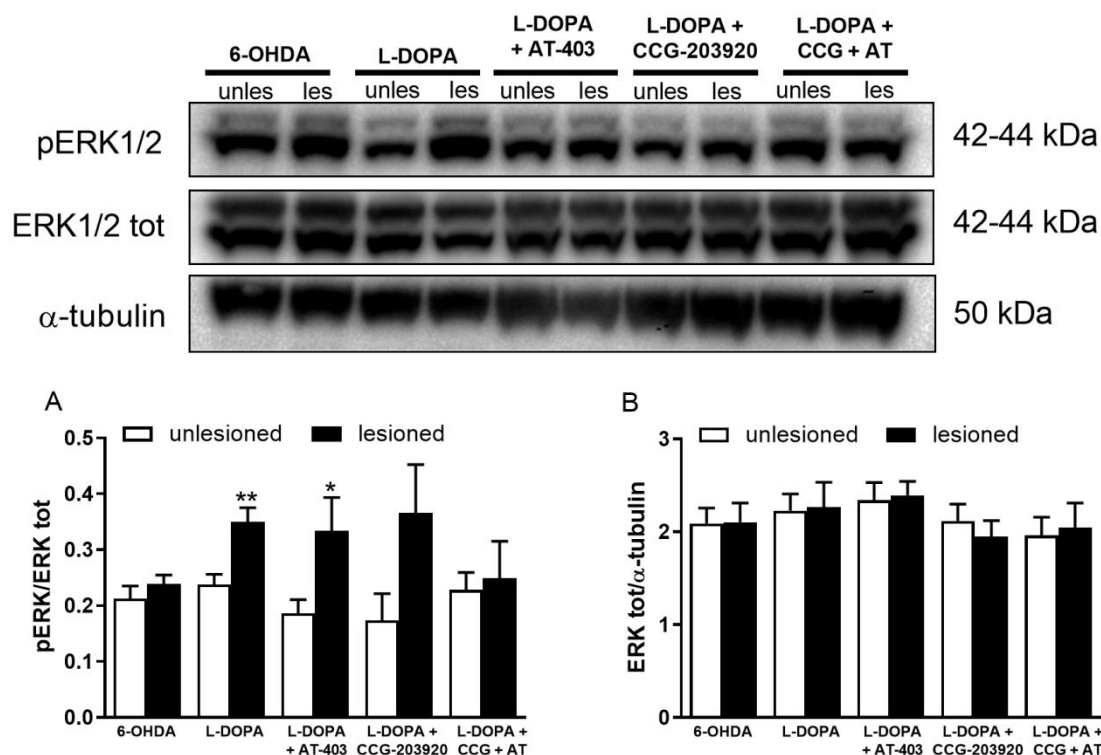 6-OHDA
L-DOPA
L-DOPA
+ AT-403
L-DOPA +
CCG-203920
L-DOPA +
CCG + AT
unles les unles les unles les unles les unles les
pERK1/2
42-44 kDa
ERK1/2 tot
42-44 kDa
α-tubulin
50 kDa
A
unlesioned lesioned
pERK/ERK tot
0.5
0.4
0.3
0.2
0.1
0.0
** *
6-OHDA
L-DOPA
L-DOPA
+ AT-403
L-DOPA +
CCG-203920
L-DOPA +
CCG + AT
B
unlesioned lesioned
ERK tot/α-tubulin
3
2
1
0
6-OHDA
L-DOPA
L-DOPA
+ AT-403
L-DOPA +
CCG-203920
L-DOPA +
CCG + AT